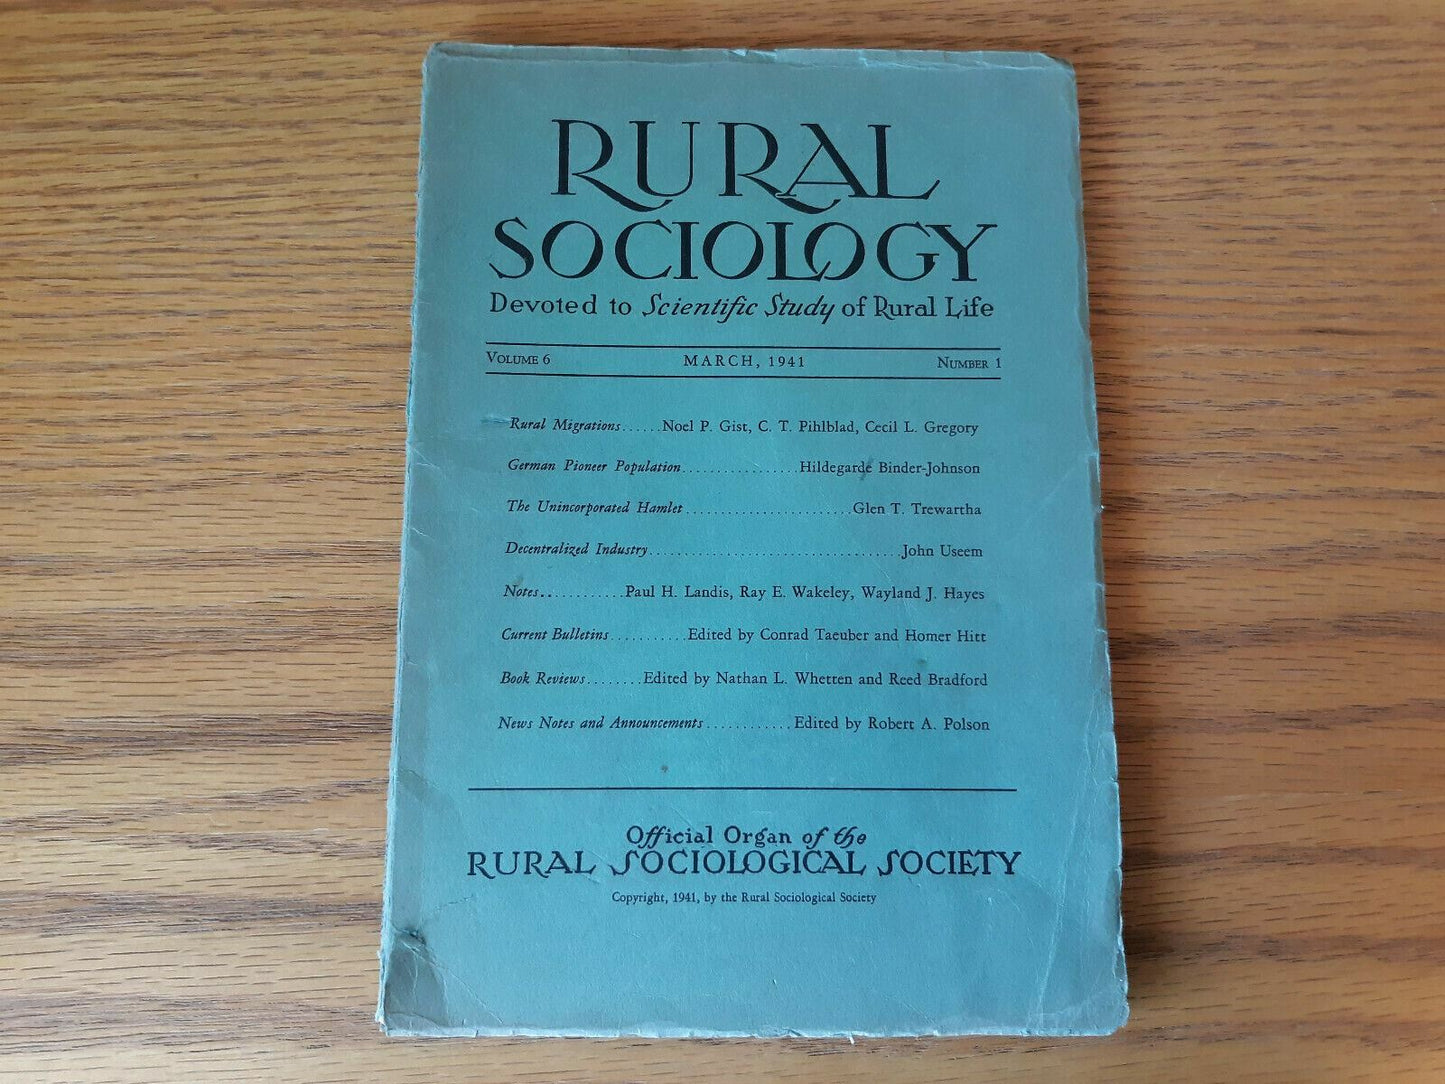 RURAL
SOCIOLOGY
Devoted to Scientific Study of Rural Life
VOLUME 6 MARCH, 1941 NUMBER 1
Rural Migrations......Noel P. Gist, C. T. Pihlblad, Cecil L. Gregory
German Pioneer Population.................Hildegarde Binder-Johnson
The Unincorporated Hamlet........................Glen T. Trewartha
Decentralized Industry.....................................John Useem
Notes.............Paul H. Landis, Ray E. Wakeley, Wayland J. Hayes
Current Bulletins...........Edited by Conrad Taeuber and Homer Hitt
Book Reviews........Edited by Nathan L. Whetten and Reed Bradford
News Notes and Announcements.............Edited by Robert A. Polson
Official Organ of the
RURAL SOCIOLOGICAL SOCIETY
Copyright, 1941, by the Rural Sociological Society